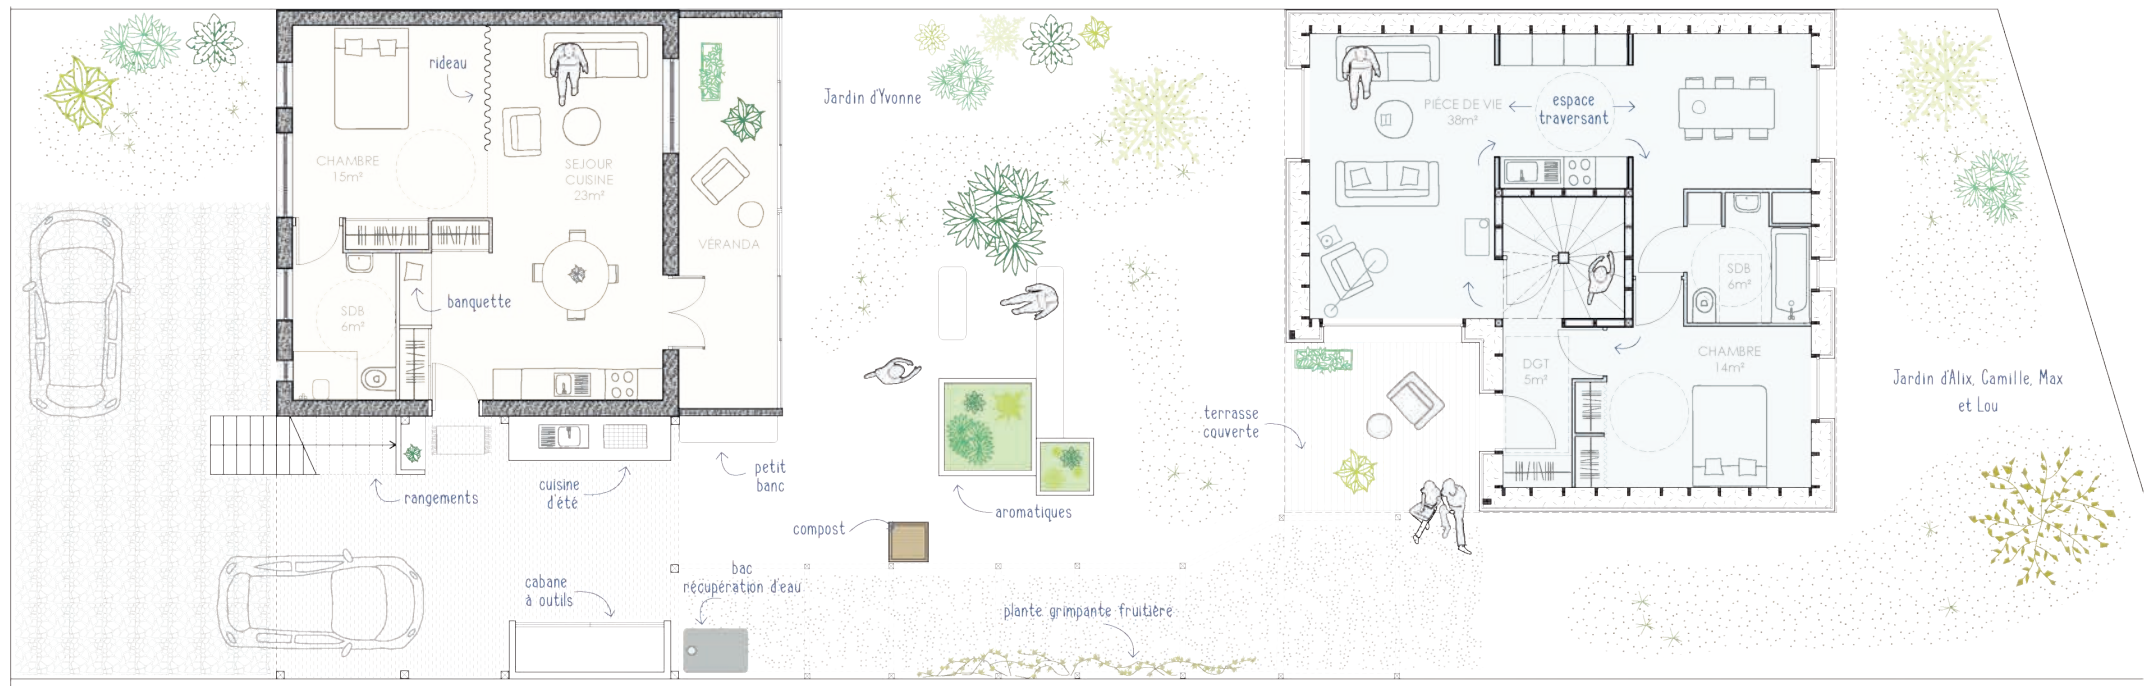 rideau
CHAMBRE
15m²
SEJOUR
CUISINE
23m²
VÉRANDA
banquette
SDB
6m²
rangements
cuisine
d'été
petit
banc
cabane
à outils
bac
récupération d'eau
compost
aromatiques
plante grimpante fruitière
Jardin d'Yvonne
PIÈCE DE VIE
38m²
espace
traversant
SDB
6m²
CHAMBRE
14m²
DGT
5m²
terrasse
couverte
Jardin d'Alix, Camille, Max
et Lou